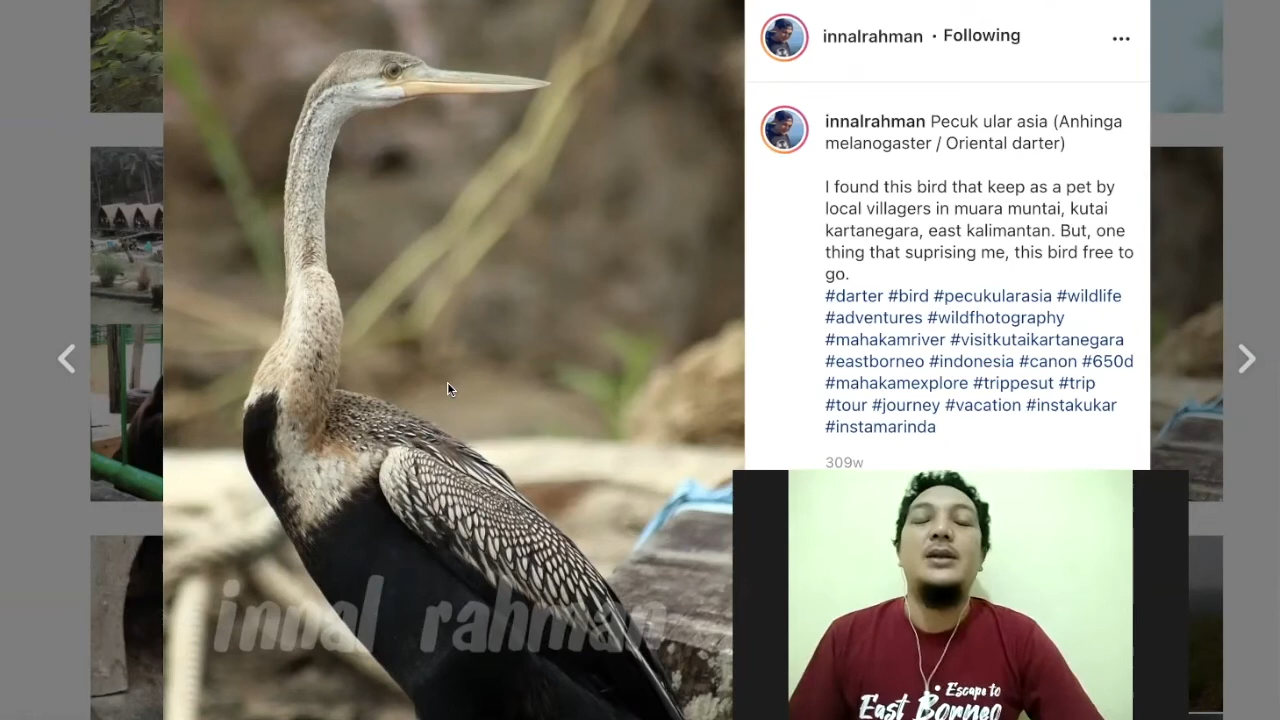 innalrahman • Following
innalrahman Pecuk ular asia (Anhinga
melanogaster / Oriental darter)
I found this bird that keep as a pet by
local villagers in muara muntai, kutai
kartanegara, east kalimantan. But, one
thing that suprising me, this bird free to
go.
#darter #bird #pecukularasia #wildlife
#adventures #wildfhotography
#mahakamriver #visitkutaikartanegara
#eastborneo #indonesia #canon #650d
#mahakamexplore #trippesut #trip
#tour #journey #vacation #instakukar
#instamarinda
309w
innal rahman
Escape to
East Borneo